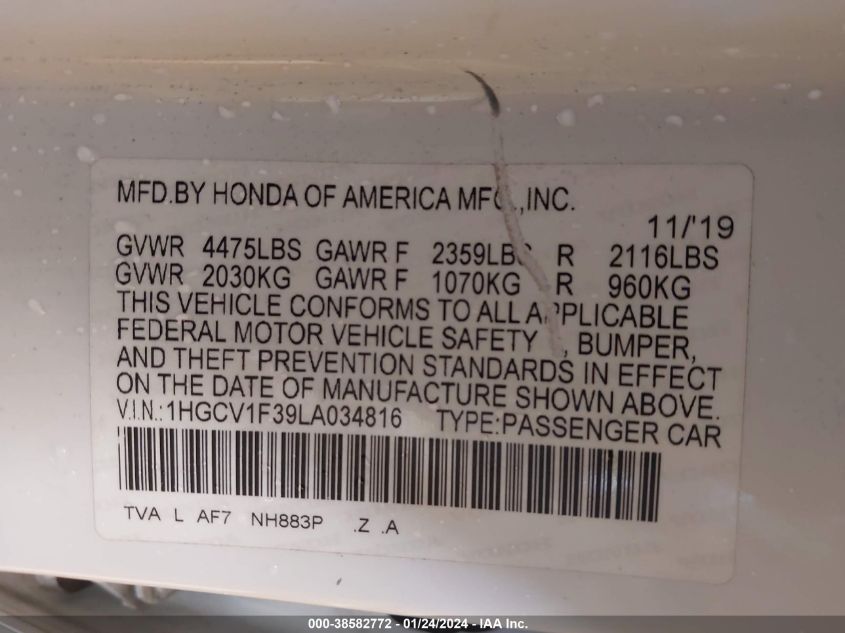 MFD.BY HONDA OF AMERICA MFG.,INC.
11/'19
GVWR 4475LBS GAWR F 2359LBS R 2116LBS
GVWR 2030KG GAWR F 1070KG R 960KG
THIS VEHICLE CONFORMS TO ALL APPLICABLE
FEDERAL MOTOR VEHICLE SAFETY , BUMPER,
AND THEFT PREVENTION STANDARDS IN EFFECT
ON THE DATE OF MANUFACTURE SHOWN ABOVE.
V.I.N.:1HGCV1F39LA034816 TYPE:PASSENGER CAR
TVA L AF7 NH883P .Z .A
000-38582772 - 01/24/2024 - IAA Inc.